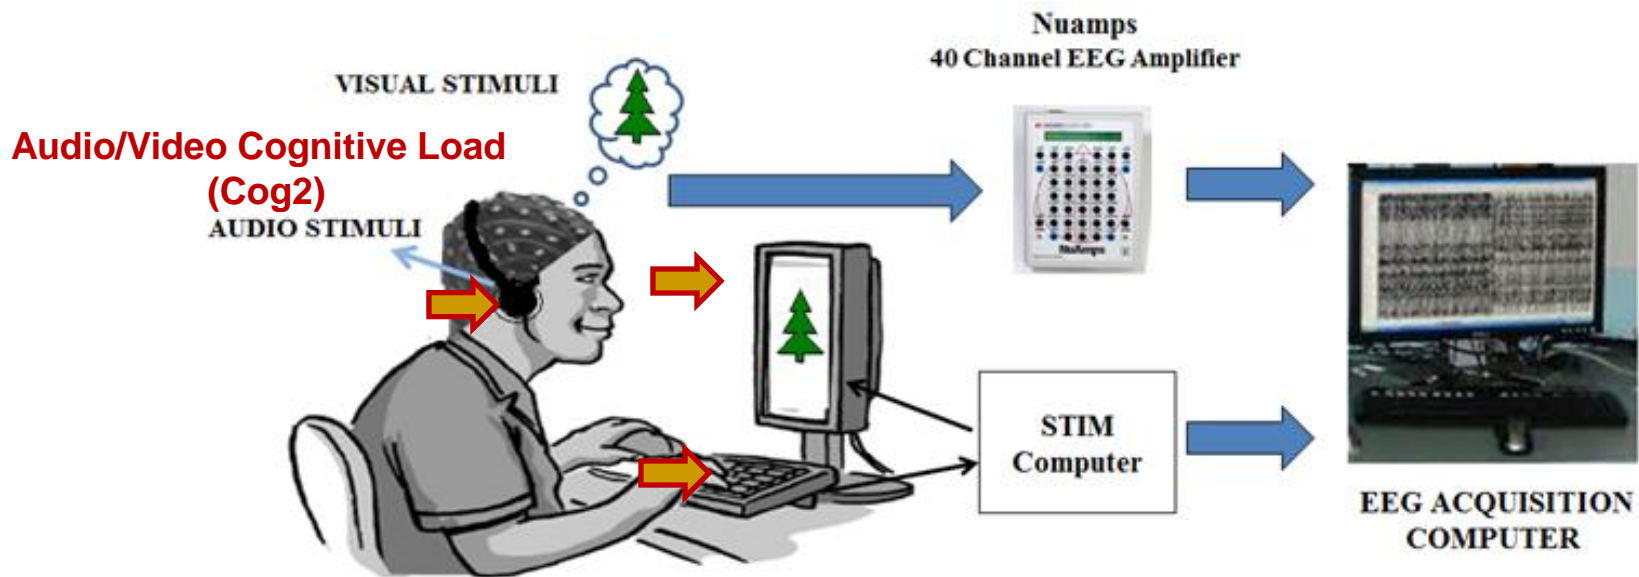 Nuamps
40 Channel EEG Amplifier
VISUAL STIMULI
Audio/Video Cognitive Load
(Cog2)
AUDIO STIMULI
NuAmps
STIM
Computer
EEG ACQUISITION
COMPUTER